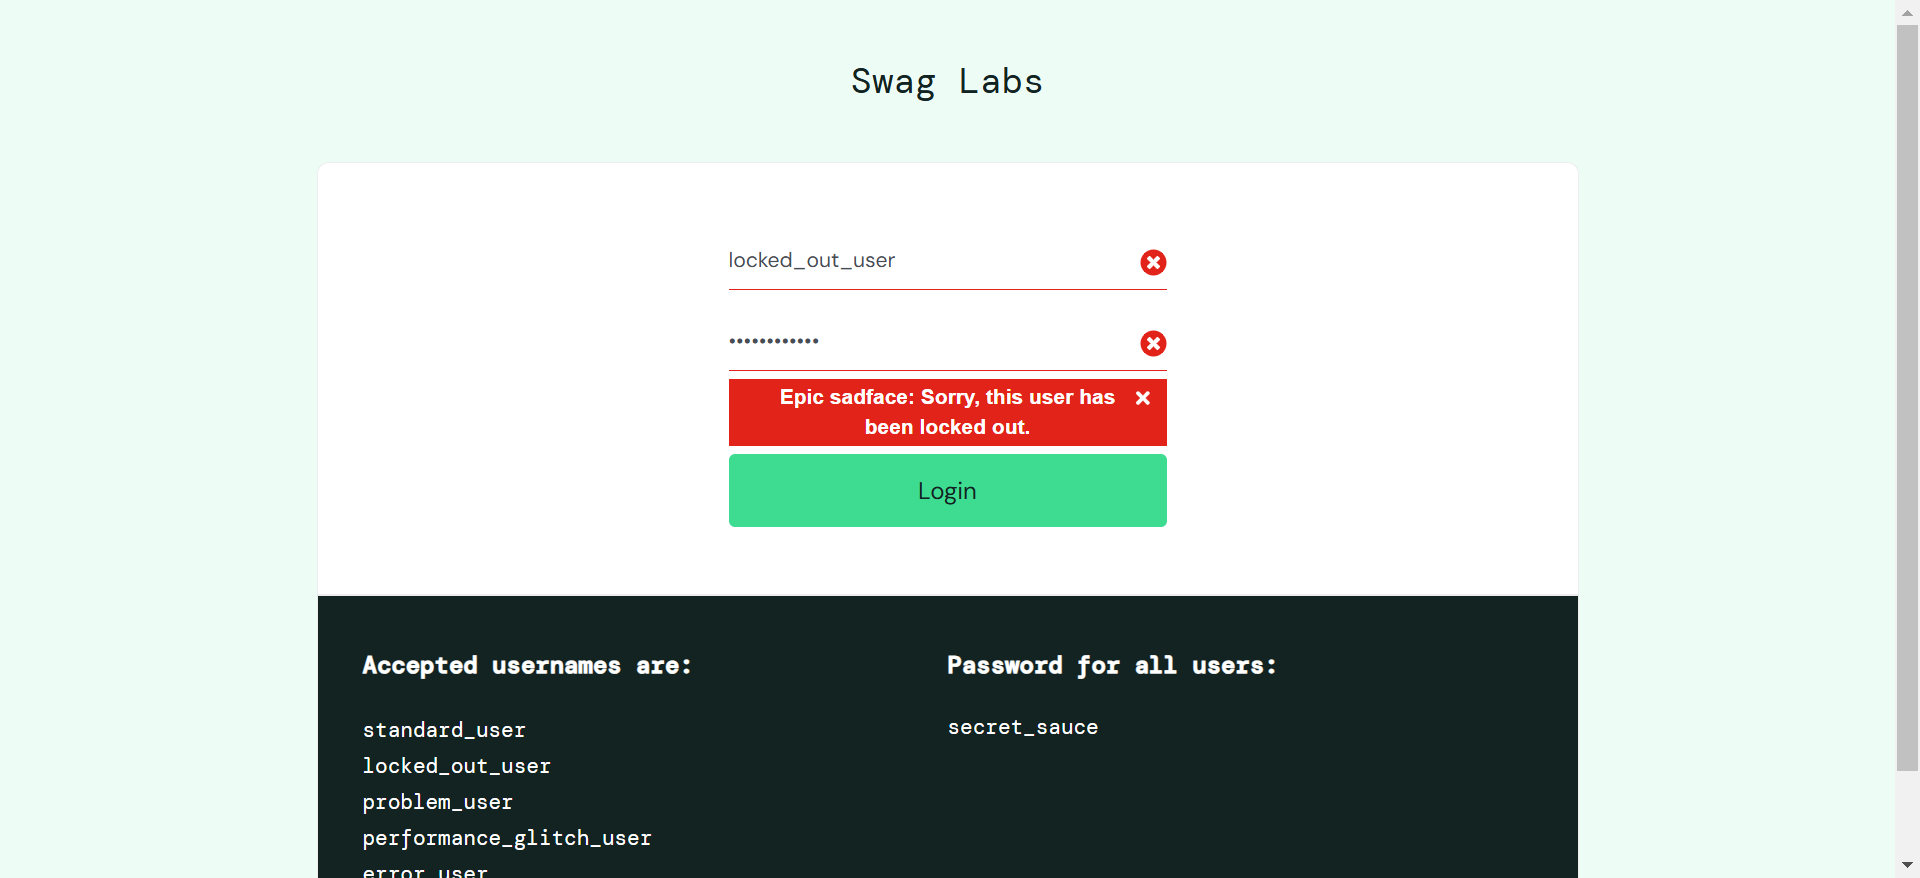 Swag Labs
locked_out_user
••••••••••••
Epic sadface: Sorry, this user has
been locked out.
Login
Accepted usernames are:
standard_user
locked_out_user
problem_user
performance_glitch_user
error_user
Password for all users:
secret_sauce